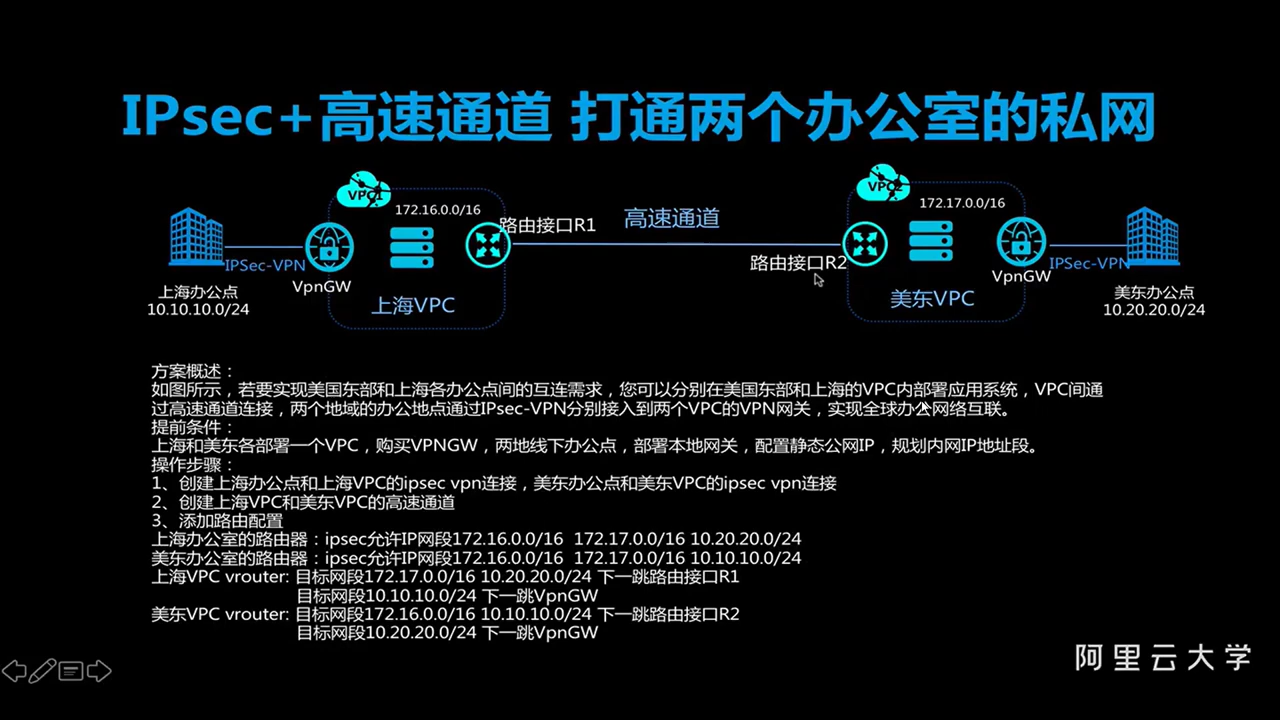 IPsec+高速通道 打通两个办公室的私网
VPC1
172.16.0.0/16
路由接口R1
高速通道
VPC2
172.17.0.0/16
路由接口R2
IPSec-VPN
VpnGW
上海办公点
10.10.10.0/24
上海VPC
美东VPC
VpnGW
IPSec-VPN
美东办公点
10.20.20.0/24
方案概述：
如图所示，若要实现美国东部和上海各办公点间的互连需求，您可以分别在美国东部和上海的VPC内部署应用系统，VPC间通
过高速通道连接，两个地域的办公地点通过IPsec-VPN分别接入到两个VPC的VPN网关，实现全球办公网络互联。
提前条件：
上海和美东各部署一个VPC，购买VPNGW，两地线下办公点，部署本地网关，配置静态公网IP，规划内网IP地址段。
操作步骤：
1、创建上海办公点和上海VPC的ipsec vpn连接，美东办公点和美东VPC的ipsec vpn连接
2、创建上海VPC和美东VPC的高速通道
3、添加路由配置
上海办公室的路由器：ipsec允许IP网段172.16.0.0/16 172.17.0.0/16 10.20.20.0/24
美东办公室的路由器：ipsec允许IP网段172.16.0.0/16 172.17.0.0/16 10.10.10.0/24
上海VPC vrouter: 目标网段172.17.0.0/16 10.20.20.0/24 下一跳路由接口R1
目标网段10.10.10.0/24 下一跳VpnGW
美东VPC vrouter: 目标网段172.16.0.0/16 10.10.10.0/24 下一跳路由接口R2
目标网段10.20.20.0/24 下一跳VpnGW
阿里云大学